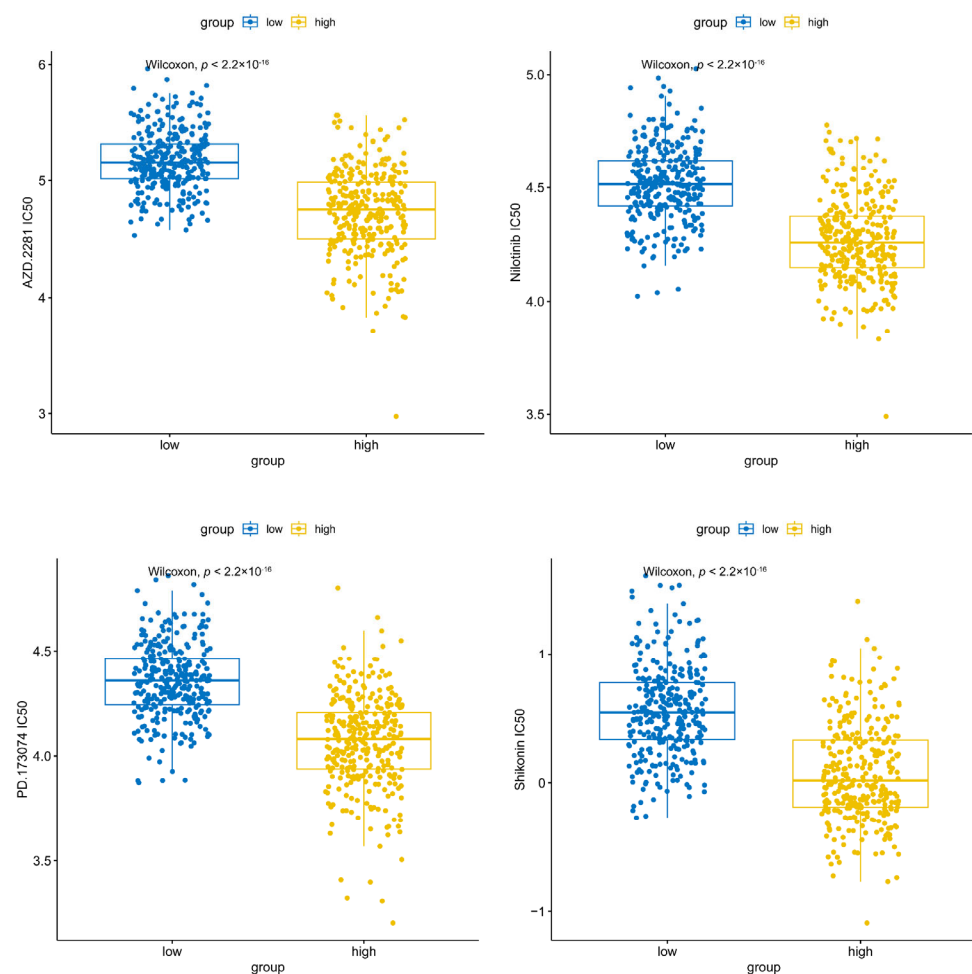 group low high
Wilcoxon, p < 2.2×10⁻¹⁶
6
5
4
3
AZD.2281 IC50
low high
group
group low high
Wilcoxon, p < 2.2×10⁻¹⁶
5.0
4.5
4.0
3.5
Nilotinib IC50
low high
group
group low high
Wilcoxon, p < 2.2×10⁻¹⁶
4.5
4.0
3.5
PD.173074 IC50
low high
group
group low high
Wilcoxon, p < 2.2×10⁻¹⁶
1
0
−1
Shikonin IC50
low high
group